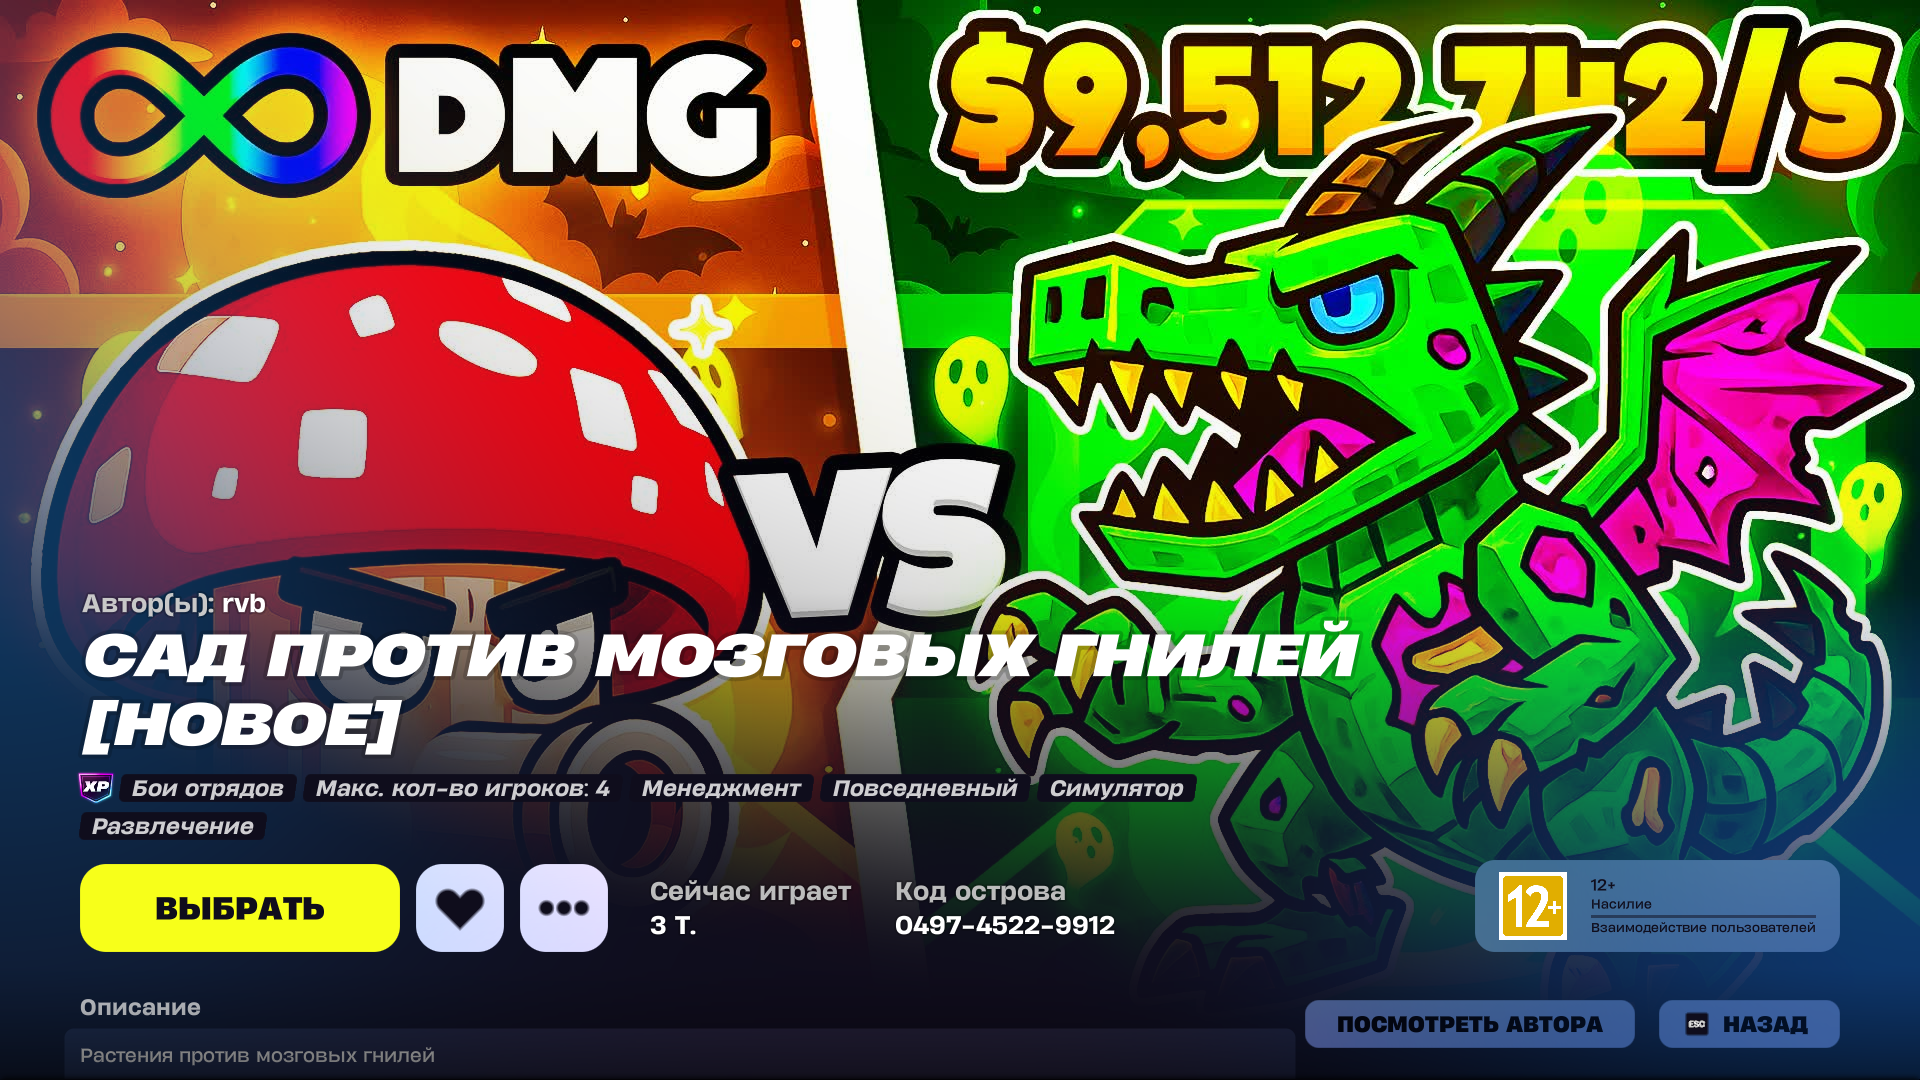 ∞ DMG
$9,512,742/S
VS
Автор(ы): rvb
САД ПРОТИВ МОЗГОВЫХ ГНИЛЕЙ
[НОВОЕ]
XP Бои отрядов Макс. кол-во игроков: 4 Менеджмент Повседневный Симулятор
Развлечение
ВЫБРАТЬ
Сейчас играет
3 Т.
Код острова
0497-4522-9912
12+
12+
Насилие
Взаимодействие пользователей
Описание
Растения против мозговых гнилей
ПОСМОТРЕТЬ АВТОРА
ESC НАЗАД